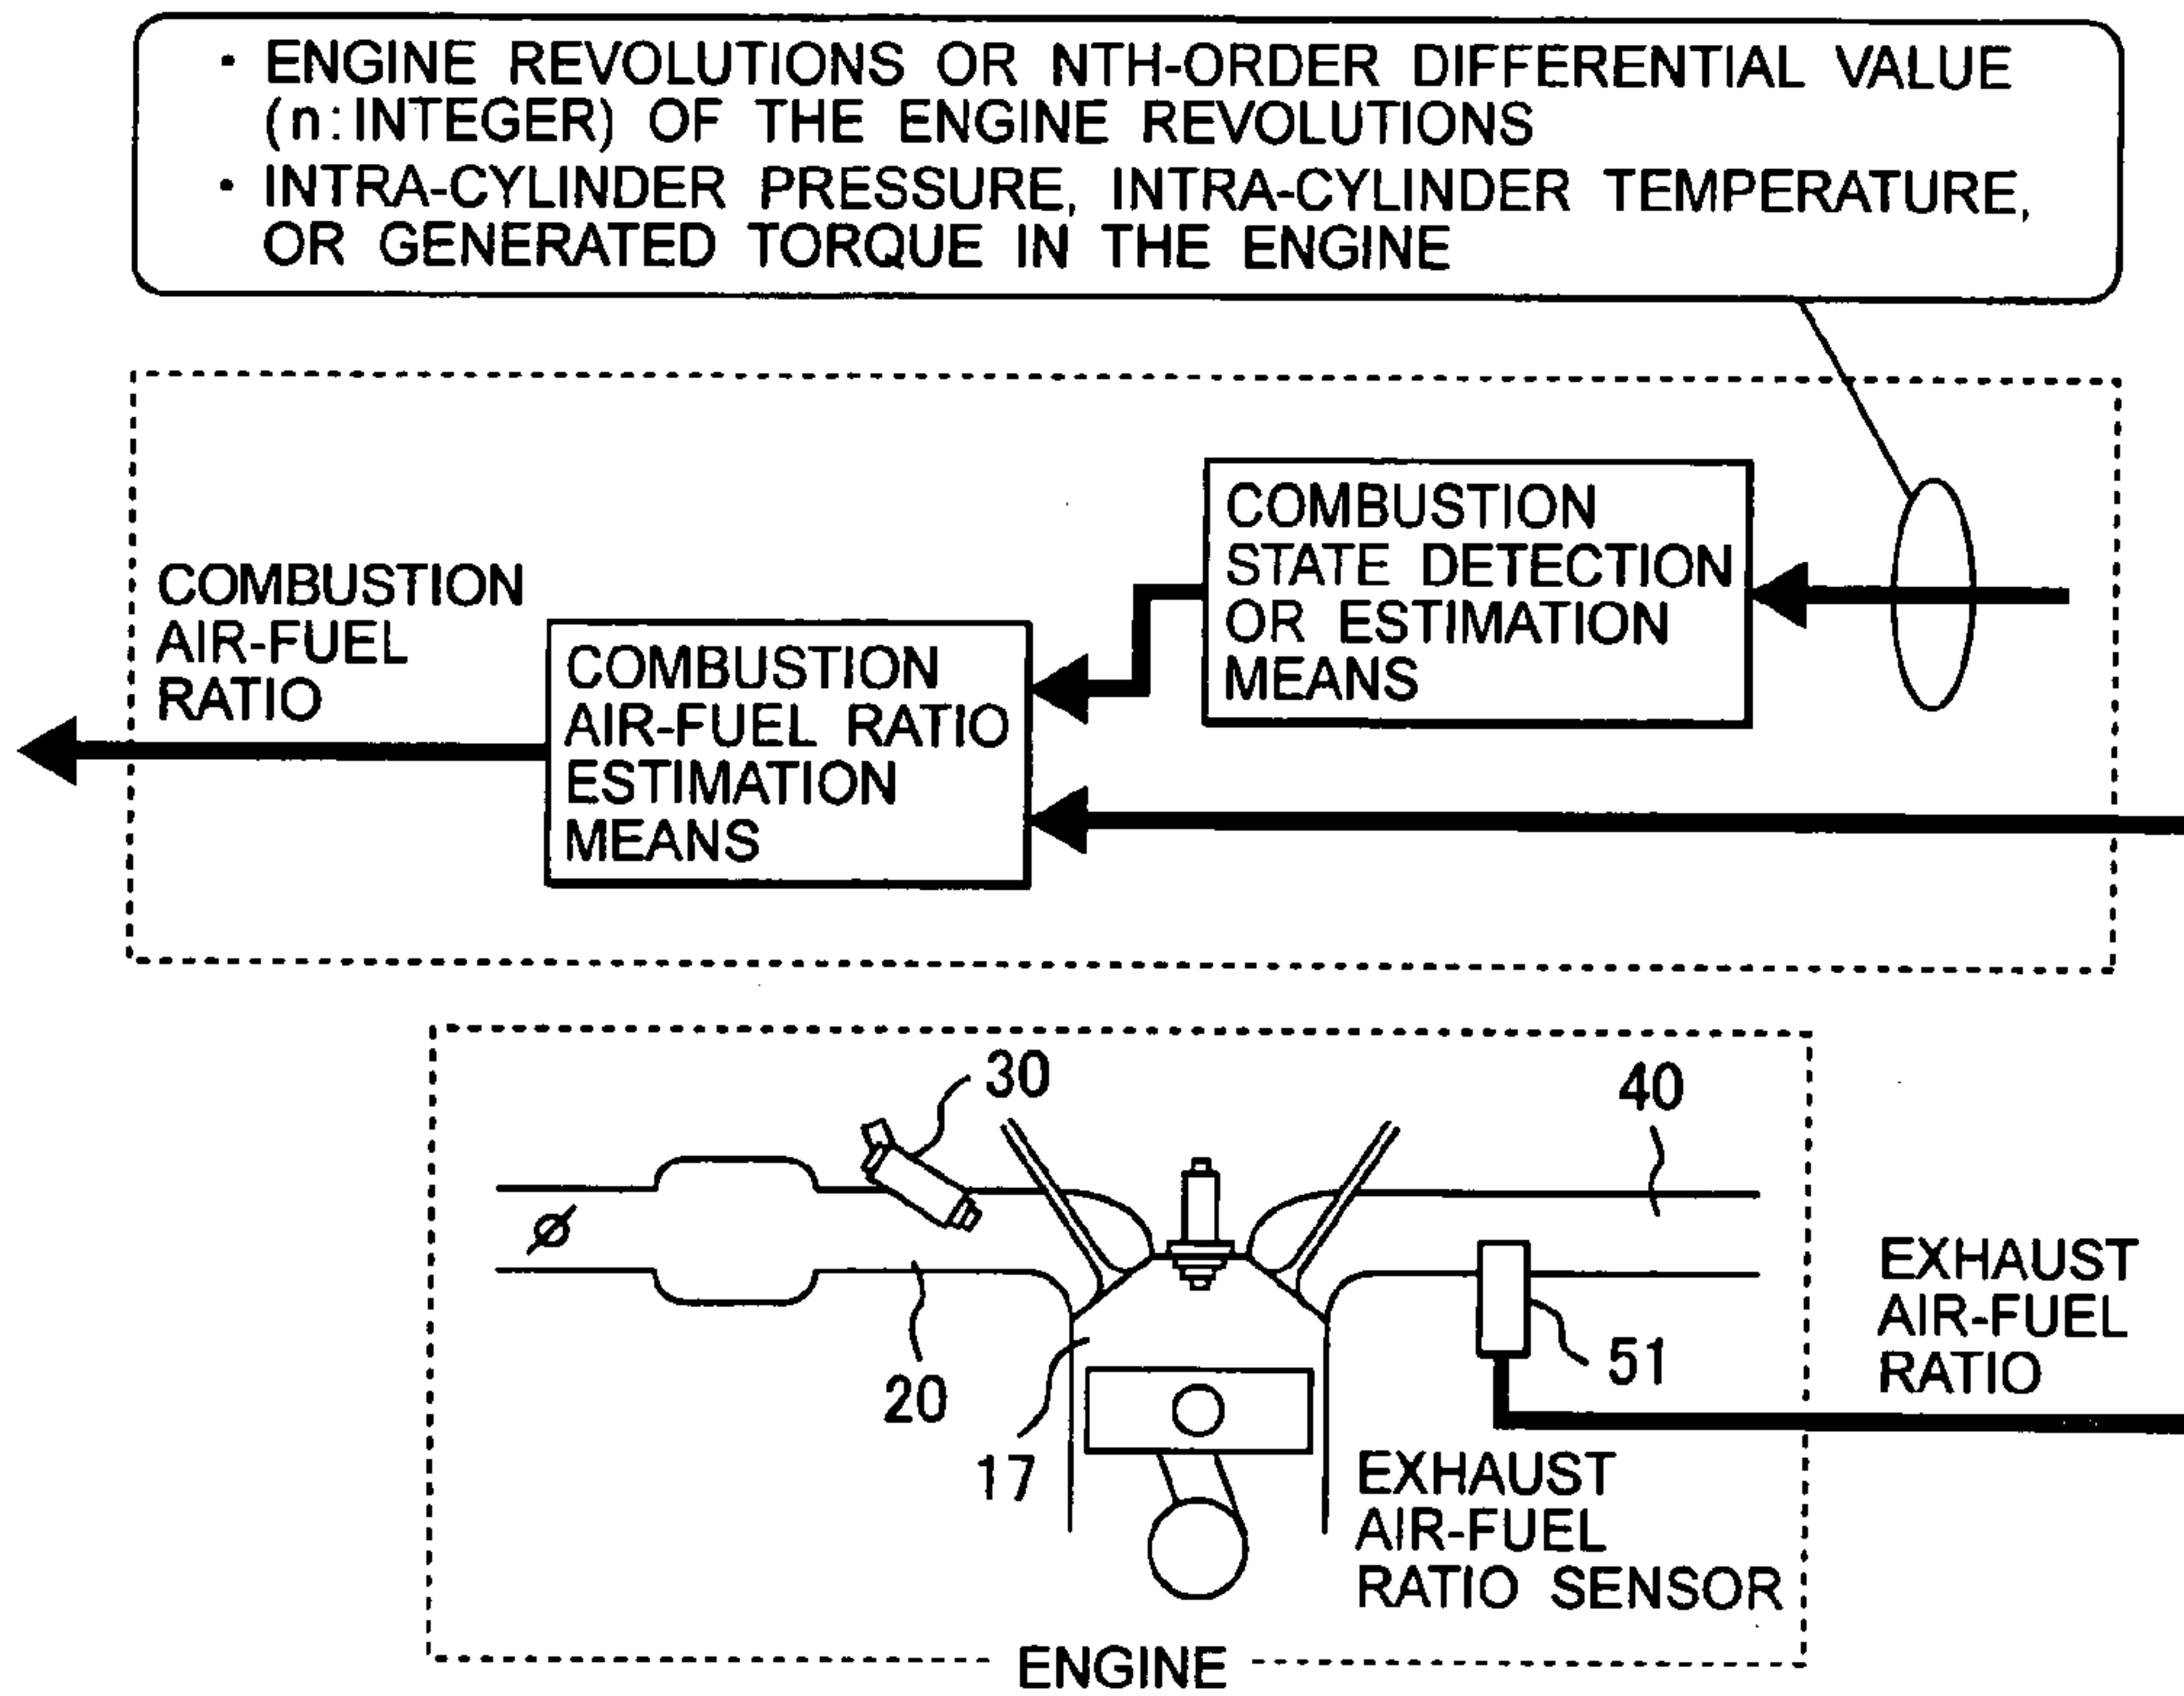 · ENGINE REVOLUTIONS OR NTH-ORDER DIFFERENTIAL VALUE
(n:INTEGER) OF THE ENGINE REVOLUTIONS
· INTRA-CYLINDER PRESSURE, INTRA-CYLINDER TEMPERATURE,
OR GENERATED TORQUE IN THE ENGINE
COMBUSTION
STATE DETECTION
OR ESTIMATION
MEANS
COMBUSTION
AIR-FUEL
RATIO
COMBUSTION
AIR-FUEL RATIO
ESTIMATION
MEANS
30
40
20
17
51
EXHAUST
AIR-FUEL
RATIO
EXHAUST
AIR-FUEL
RATIO SENSOR
ENGINE